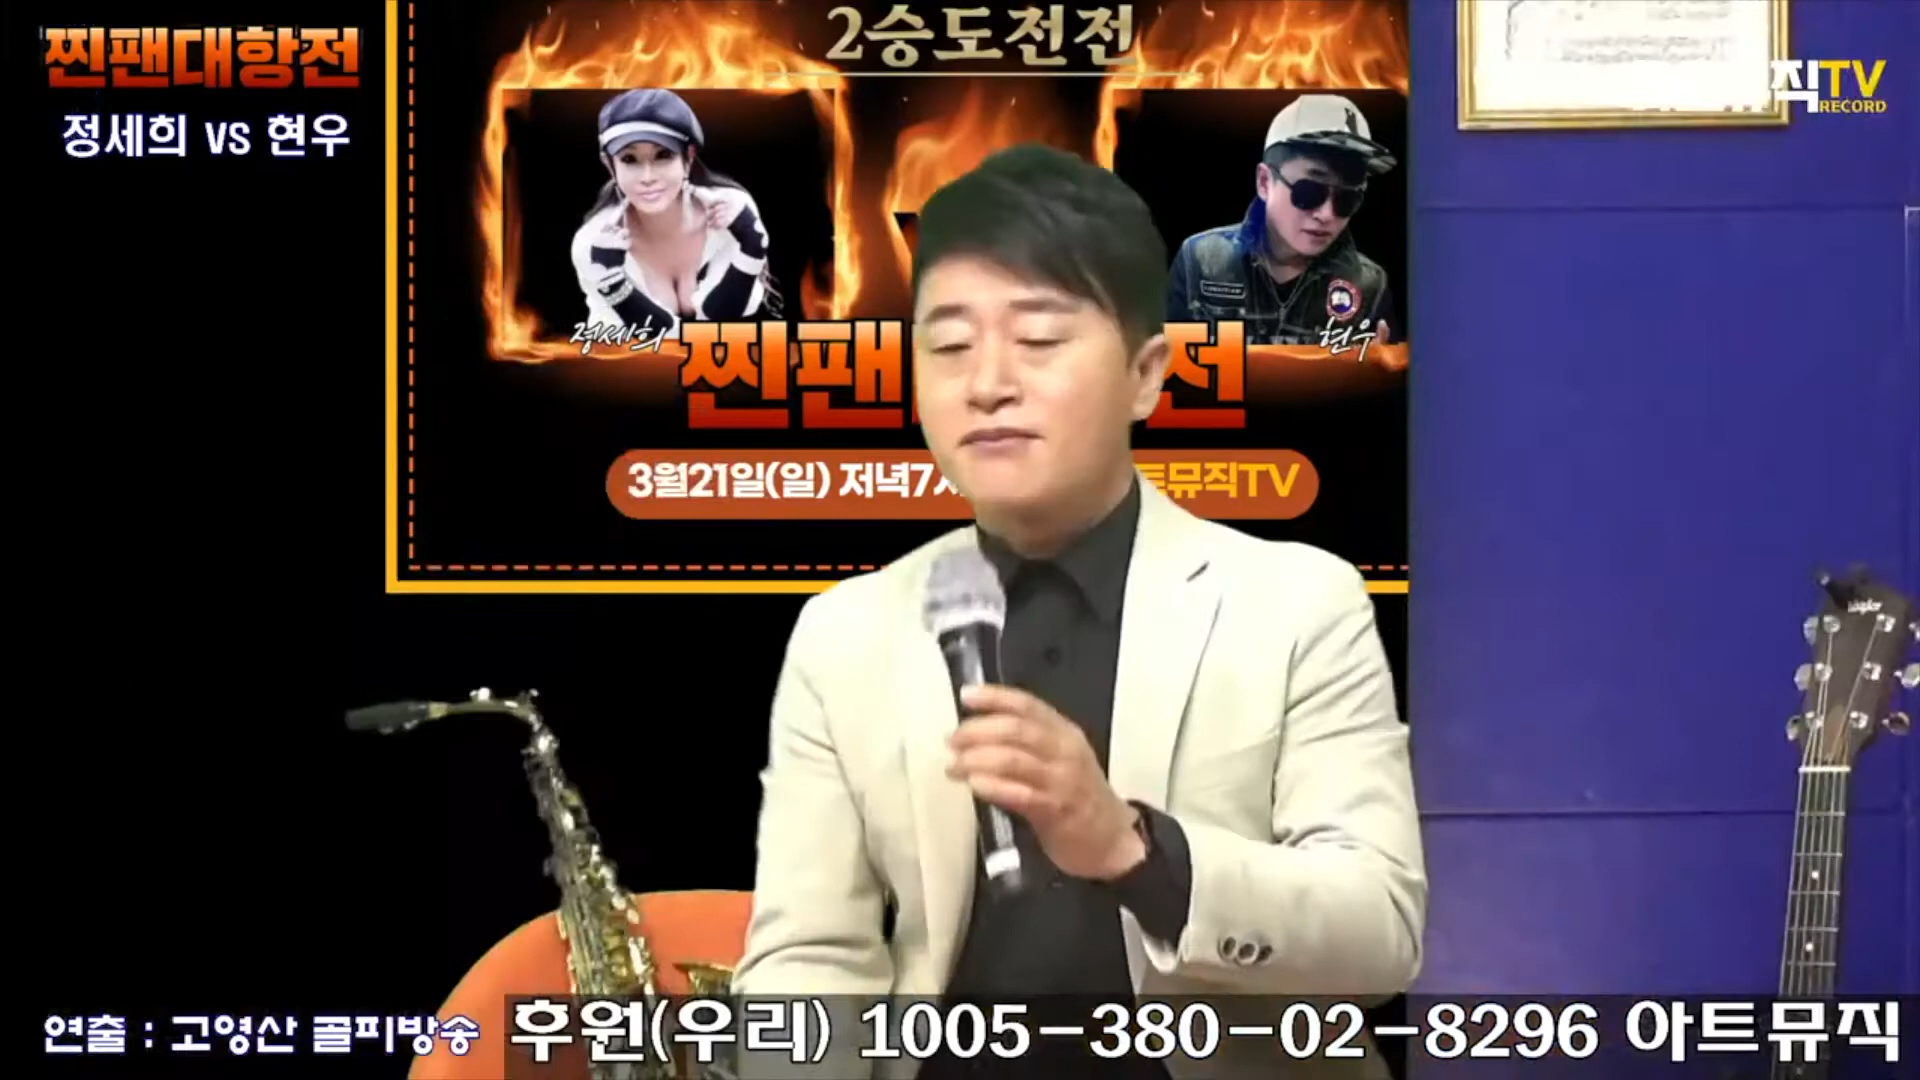 찐팬대항전
정세희 vs 현우
2승도전전
직TV
RECORD
정세희
현우
찐팬 전
3월21일(일) 저녁7시 트뮤직TV
연출 : 고영산 골피방송
후원(우리) 1005-380-02-8296 아트뮤직